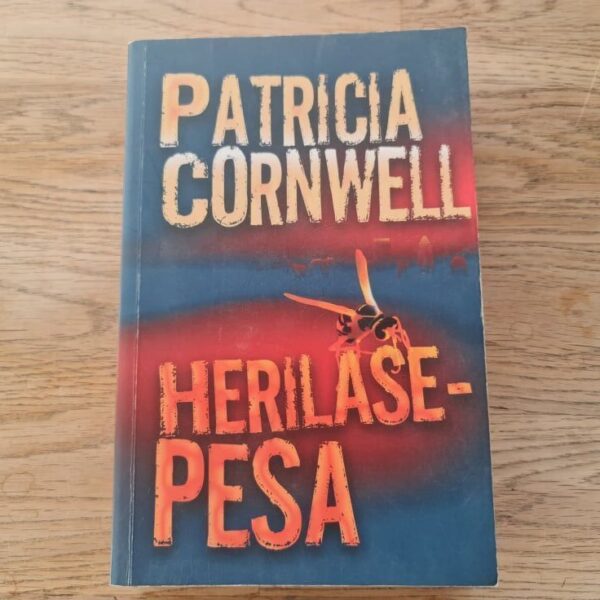 PATRICIA
CORNWELL
HERILASE-
PESA